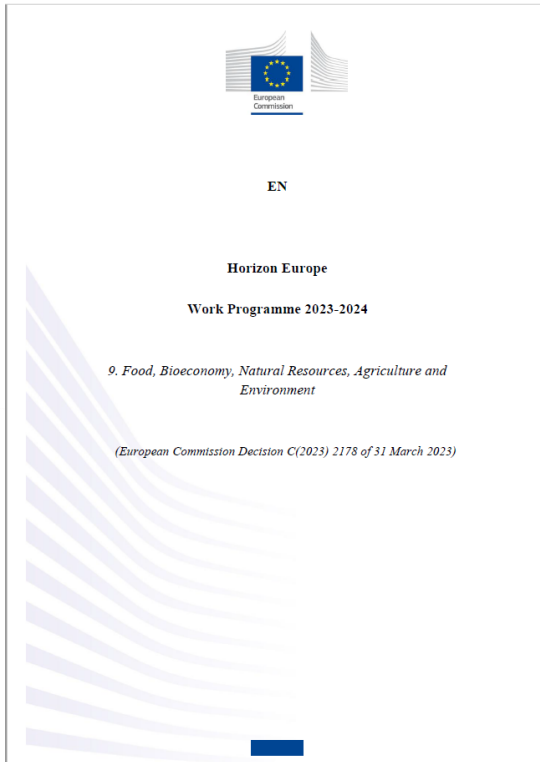 European
Commission
EN
Horizon Europe
Work Programme 2023-2024
9. Food, Bioeconomy, Natural Resources, Agriculture and
Environment
(European Commission Decision C(2023) 2178 of 31 March 2023)